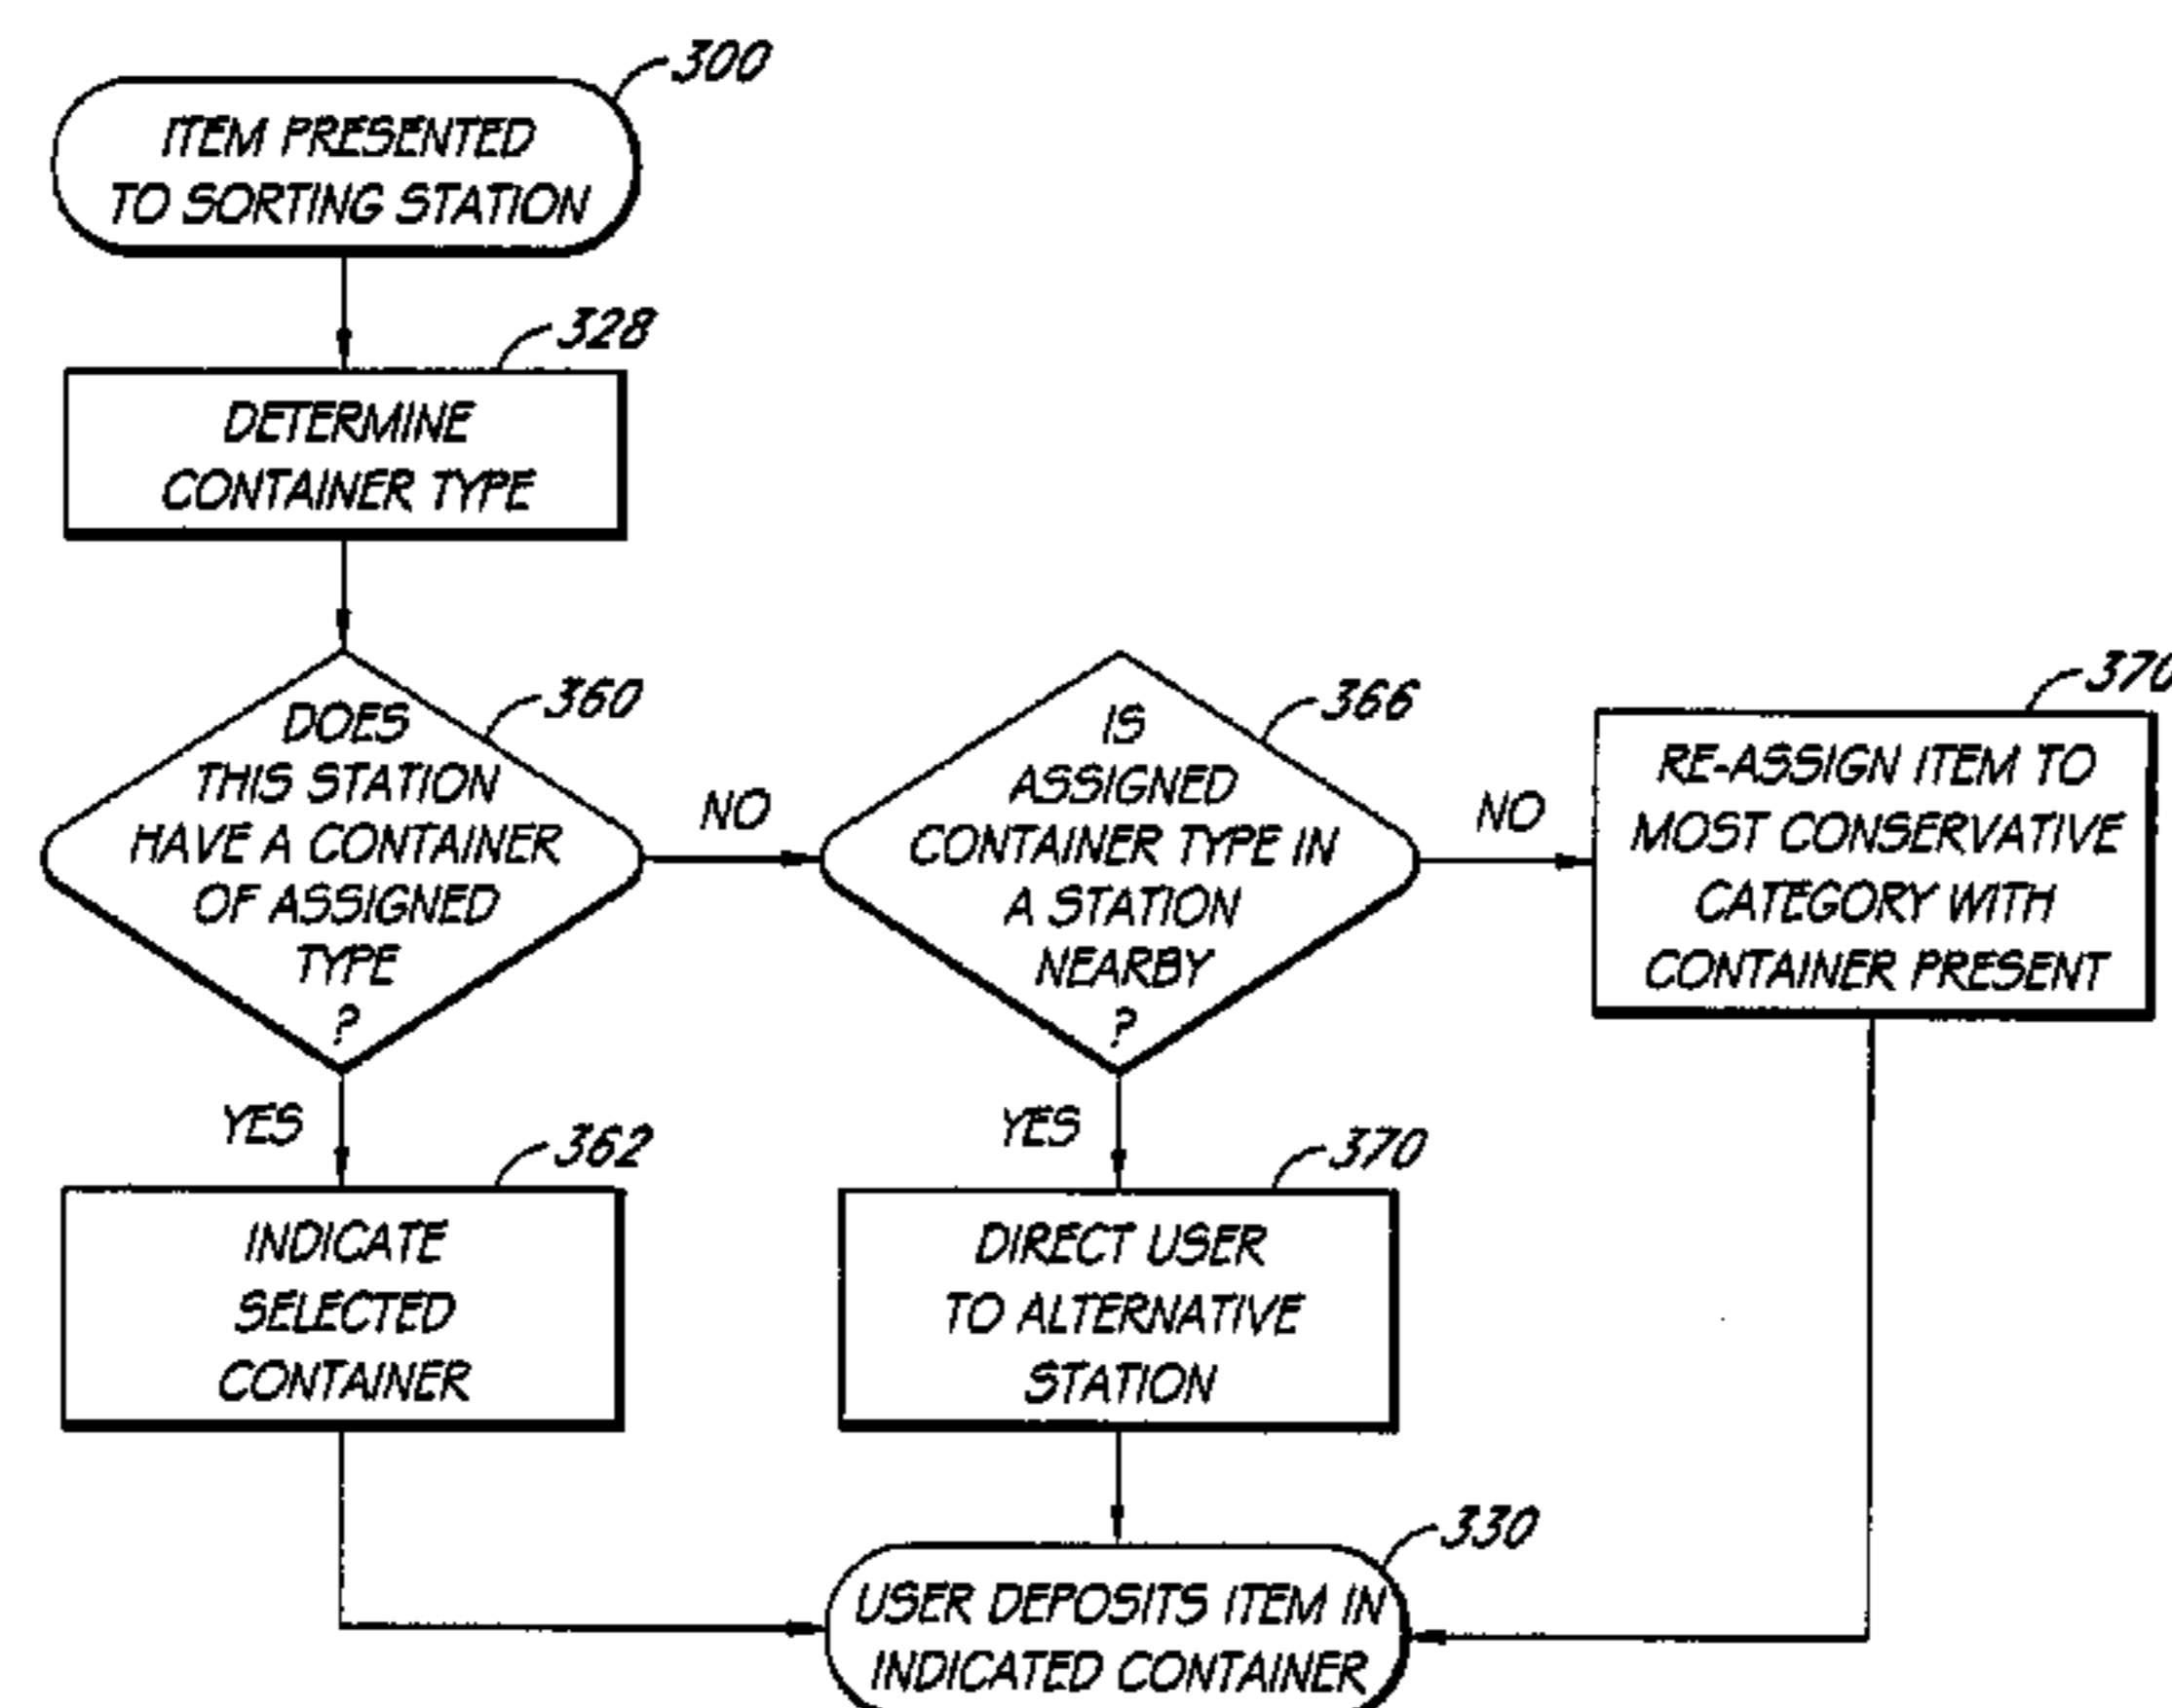 300
ITEM PRESENTED
TO SORTING STATION
328
DETERMINE
CONTAINER TYPE
360
DOES
THIS STATION
HAVE A CONTAINER
OF ASSIGNED
TYPE
?
NO
366
IS
ASSIGNED
CONTAINER TYPE IN
A STATION
NEARBY
?
NO
370
RE-ASSIGN ITEM TO
MOST CONSERVATIVE
CATEGORY WITH
CONTAINER PRESENT
YES
362
INDICATE
SELECTED
CONTAINER
YES
370
DIRECT USER
TO ALTERNATIVE
STATION
330
USER DEPOSITS ITEM IN
INDICATED CONTAINER